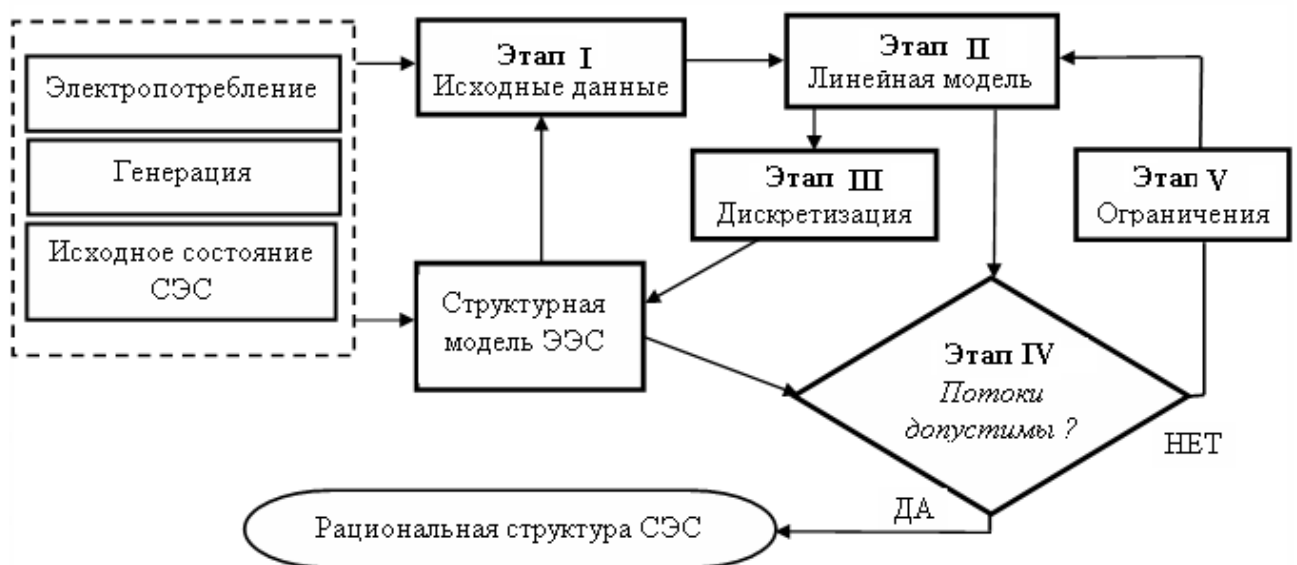 Электропотребление
Генерация
Исходное состояние
СЭС
Этап I
Исходные данные
Этап II
Линейная модель
Этап III
Дискретизация
Этап V
Ограничения
Структурная
модель ЭЭС
Этап IV
Потоки
допустимы ?
НЕТ
ДА
Рациональная структура СЭС